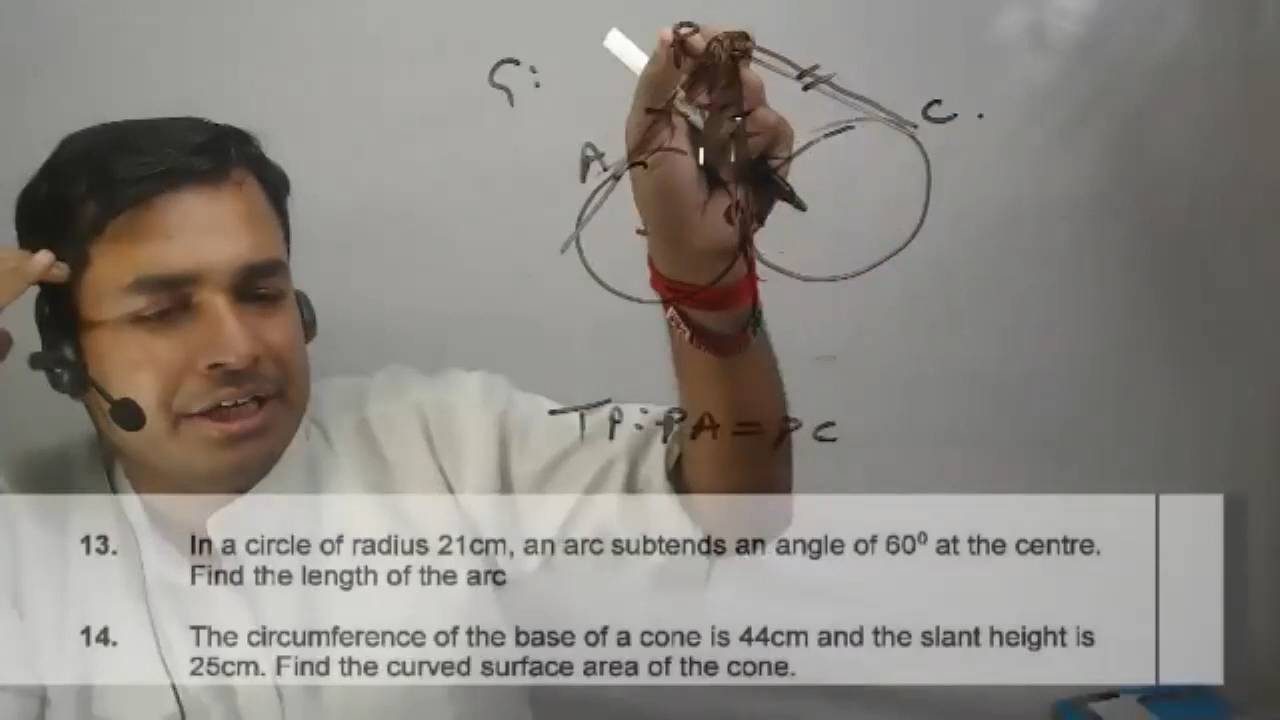 P
C.
A
TP: PA = PC
13. In a circle of radius 21cm, an arc subtends an angle of 60⁰ at the centre.
Find the length of the arc
14. The circumference of the base of a cone is 44cm and the slant height is
25cm. Find the curved surface area of the cone.